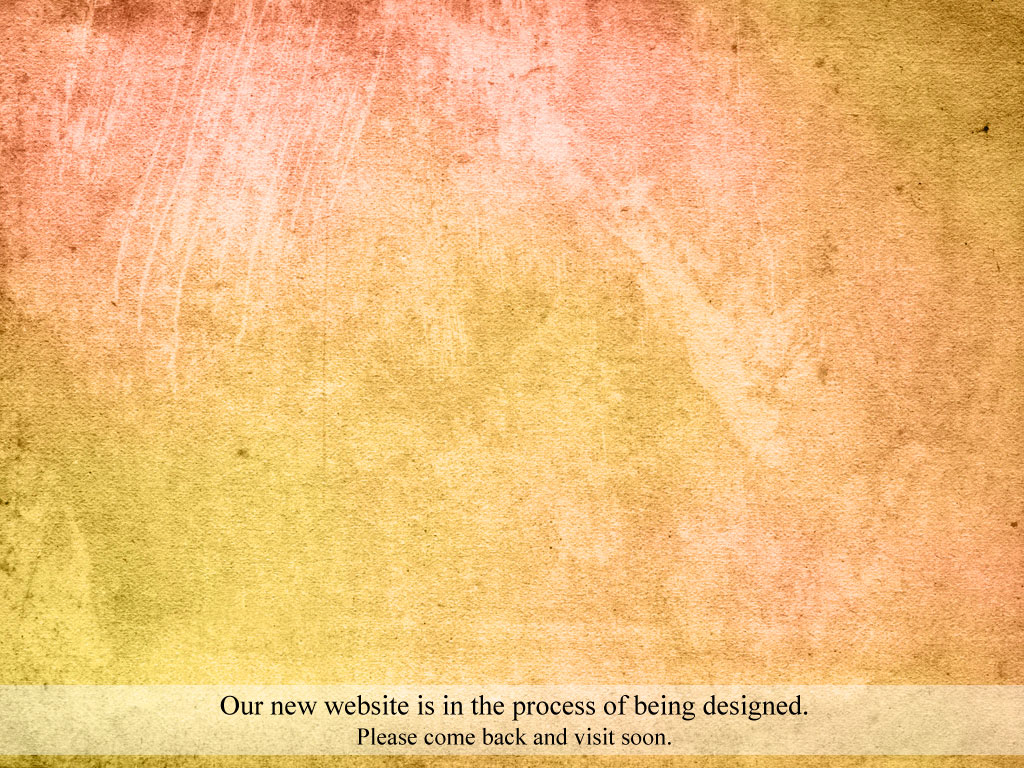 Our new website is in the process of being designed.
Please come back and visit soon.